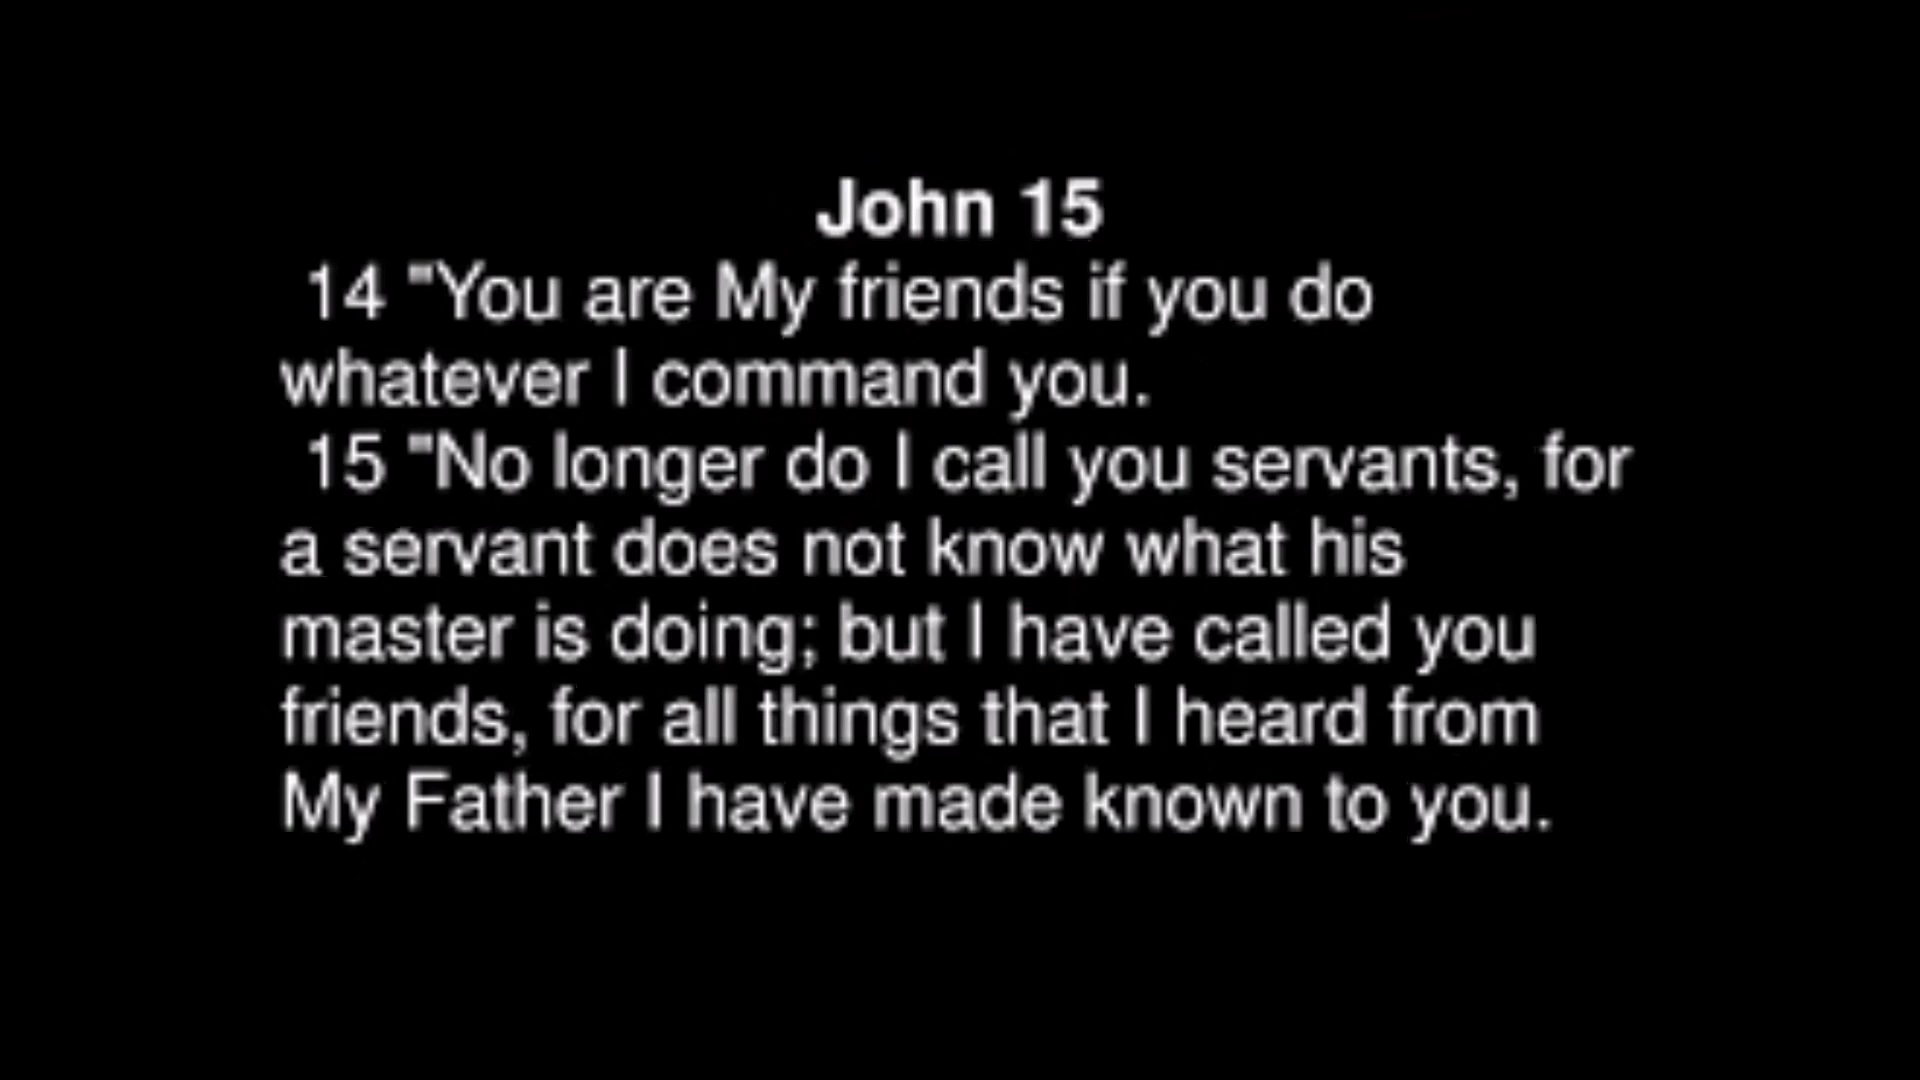 John 15
14 "You are My friends if you do
whatever I command you.
15 "No longer do I call you servants, for
a servant does not know what his
master is doing; but I have called you
friends, for all things that I heard from
My Father I have made known to you.